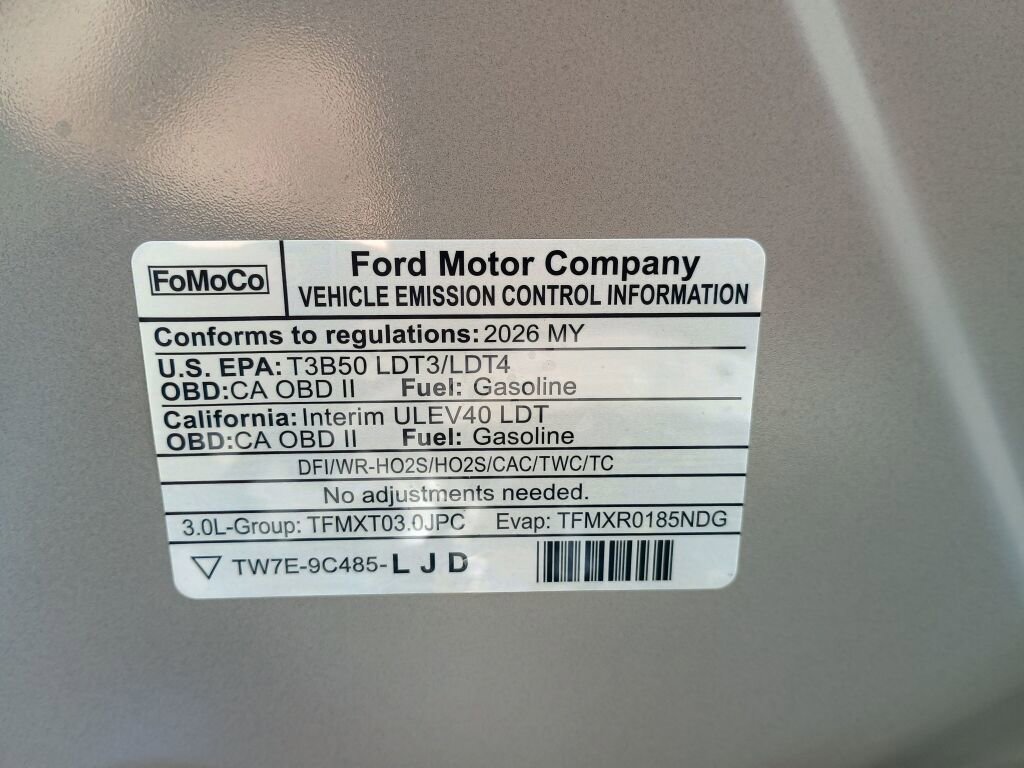 FoMoCo
Ford Motor Company
VEHICLE EMISSION CONTROL INFORMATION
Conforms to regulations: 2026 MY
U.S. EPA: T3B50 LDT3/LDT4
OBD:CA OBD II Fuel: Gasoline
California: Interim ULEV40 LDT
OBD:CA OBD II Fuel: Gasoline
DFI/WR-HO2S/HO2S/CAC/TWC/TC
No adjustments needed.
3.0L-Group: TFMXT03.0JPC Evap: TFMXR0185NDG
TW7E-9C485-L J D